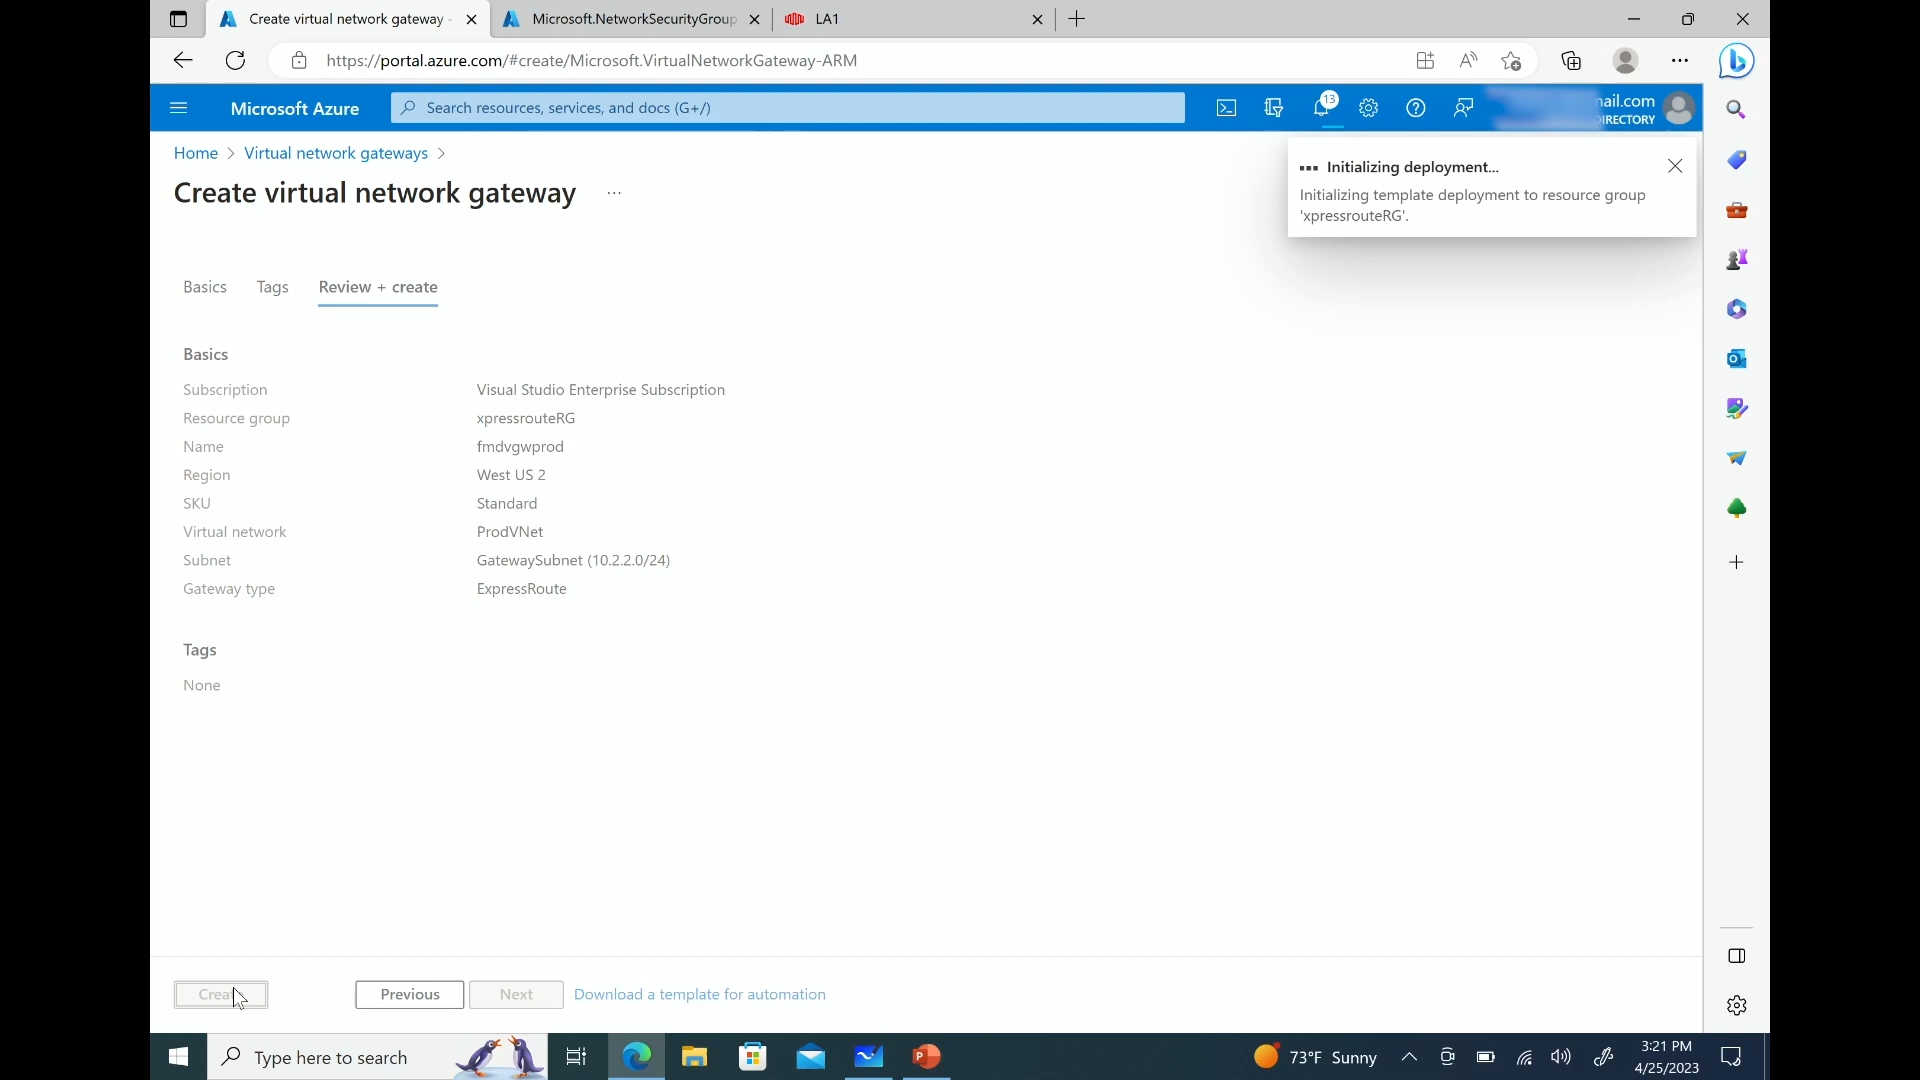 Create virtual network gateway -
Microsoft.NetworkSecurityGroup
LA1
https://portal.azure.com/#create/Microsoft.VirtualNetworkGateway-ARM
Microsoft Azure
Search resources, services, and docs (G+/)
13
nail.com
DIRECTORY
Home > Virtual network gateways >
Create virtual network gateway ...
Initializing deployment...
Initializing template deployment to resource group
'xpressrouteRG'.
Basics Tags Review + create
Basics
Subscription Visual Studio Enterprise Subscription
Resource group xpressrouteRG
Name fmdvgwprod
Region West US 2
SKU Standard
Virtual network ProdVNet
Subnet GatewaySubnet (10.2.2.0/24)
Gateway type ExpressRoute
Tags
None
Create Previous Next Download a template for automation
Type here to search
73°F Sunny
3:21 PM
4/25/2023